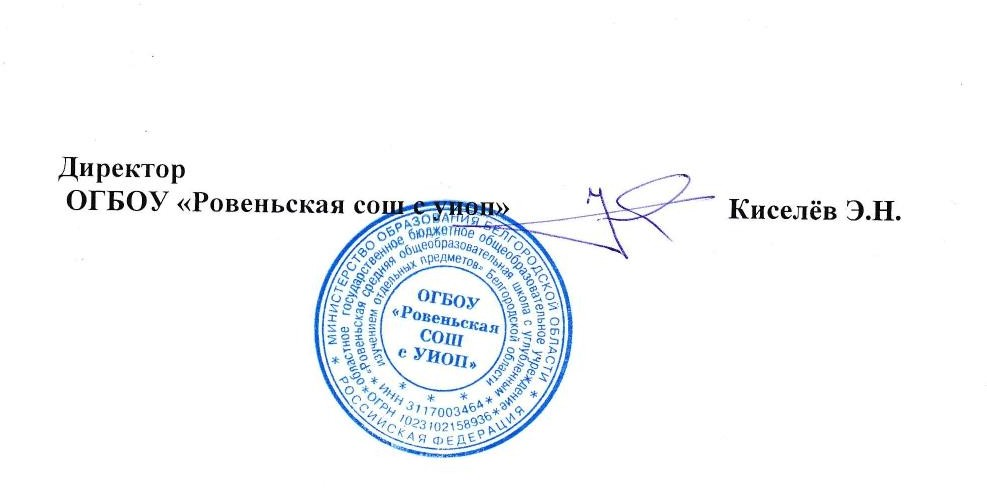 Директор
ОГБОУ «Ровеньская сош с уиоп»
Киселёв Э.Н.
* МИНИСТЕРСТВО ОБРАЗОВАНИЯ БЕЛГОРОДСКОЙ ОБЛАСТИ *
РОССИЙСКАЯ ФЕДЕРАЦИЯ
областное государственное бюджетное общеобразовательное учреждение
* ОГРН 1023102158936 *
«Ровеньская средняя общеобразовательная школа с углубленным
* ИНН 3117003464 *
изучением отдельных предметов» Белгородской области
* * *
ОГБОУ
«Ровеньская
СОШ
с УИОП»